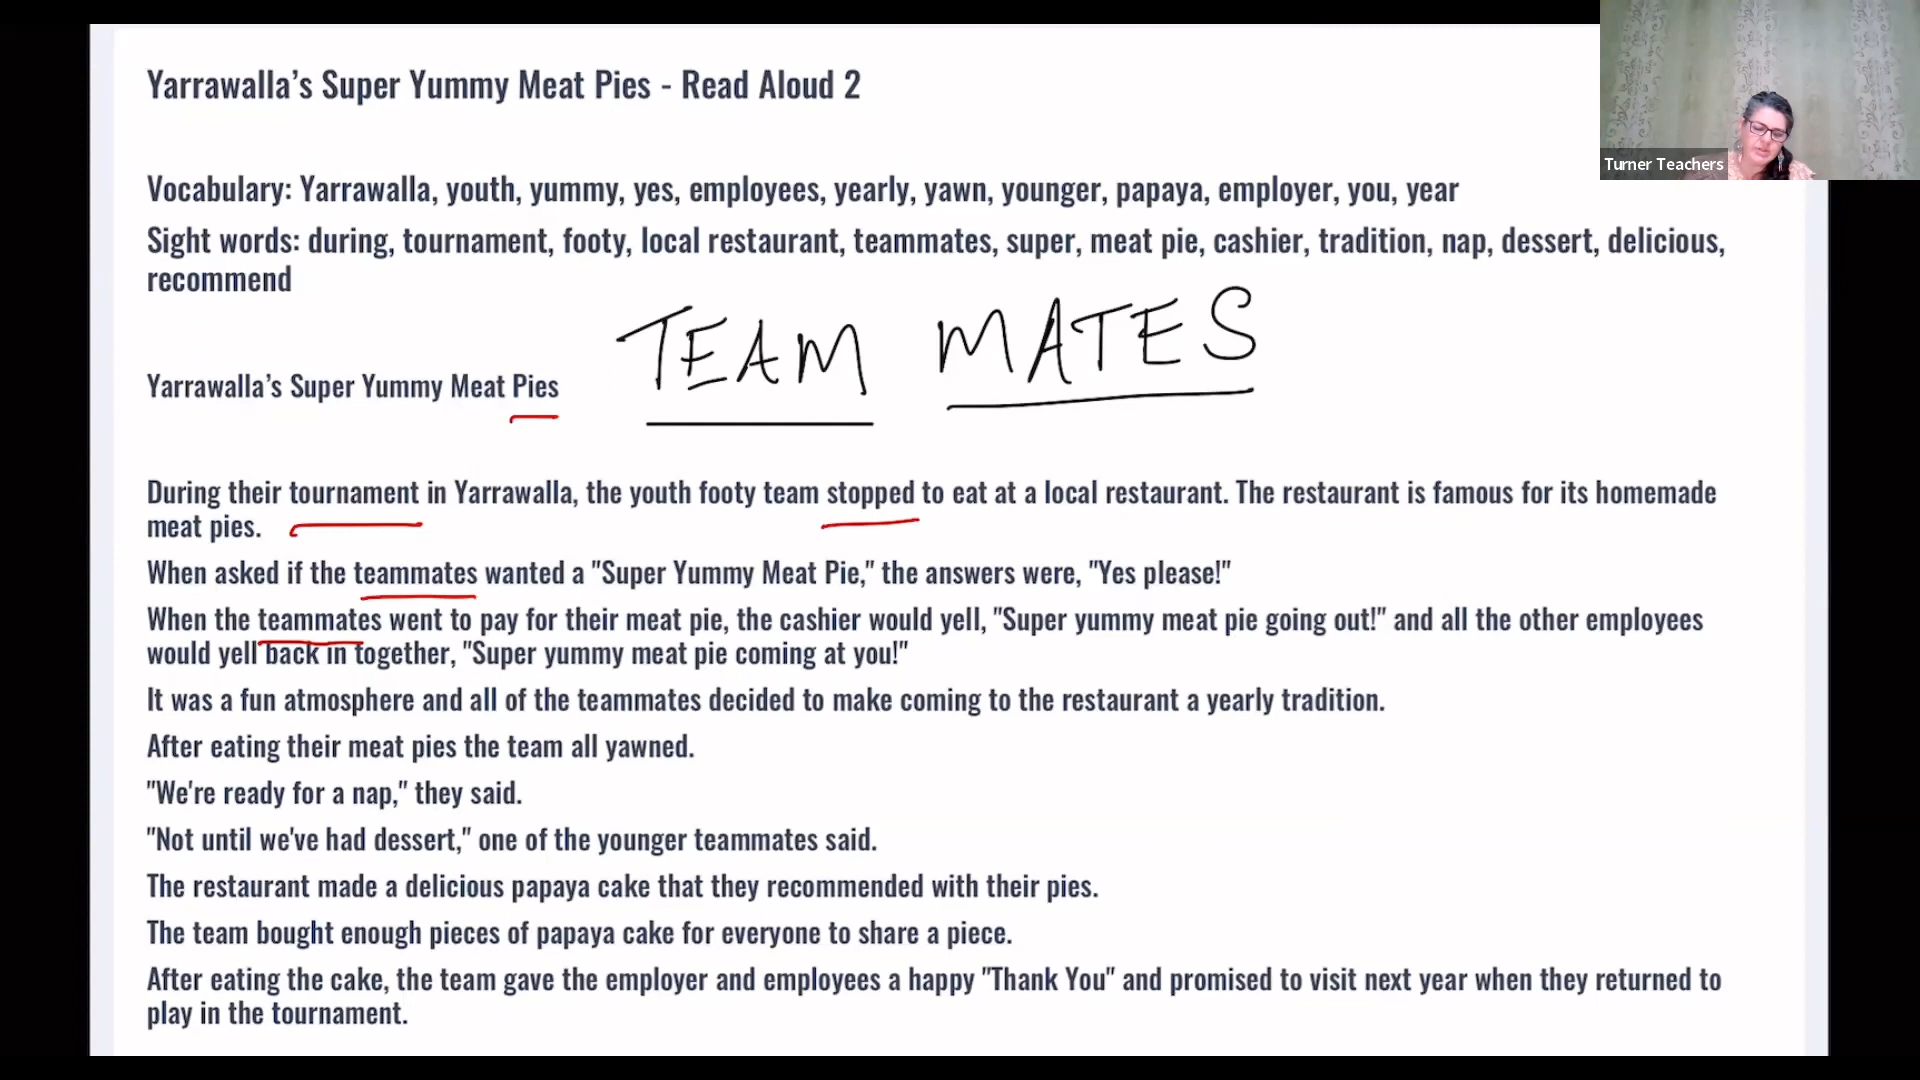 Yarrawalla’s Super Yummy Meat Pies - Read Aloud 2
Turner Teachers
Vocabulary: Yarrawalla, youth, yummy, yes, employees, yearly, yawn, younger, papaya, employer, you, year
Sight words: during, tournament, footy, local restaurant, teammates, super, meat pie, cashier, tradition, nap, dessert, delicious,
recommend
TEAM MATES
Yarrawalla’s Super Yummy Meat Pies
During their tournament in Yarrawalla, the youth footy team stopped to eat at a local restaurant. The restaurant is famous for its homemade
meat pies.
When asked if the teammates wanted a "Super Yummy Meat Pie," the answers were, "Yes please!"
When the teammates went to pay for their meat pie, the cashier would yell, "Super yummy meat pie going out!" and all the other employees
would yell back in together, "Super yummy meat pie coming at you!"
It was a fun atmosphere and all of the teammates decided to make coming to the restaurant a yearly tradition.
After eating their meat pies the team all yawned.
"We're ready for a nap," they said.
"Not until we've had dessert," one of the younger teammates said.
The restaurant made a delicious papaya cake that they recommended with their pies.
The team bought enough pieces of papaya cake for everyone to share a piece.
After eating the cake, the team gave the employer and employees a happy "Thank You" and promised to visit next year when they returned to
play in the tournament.